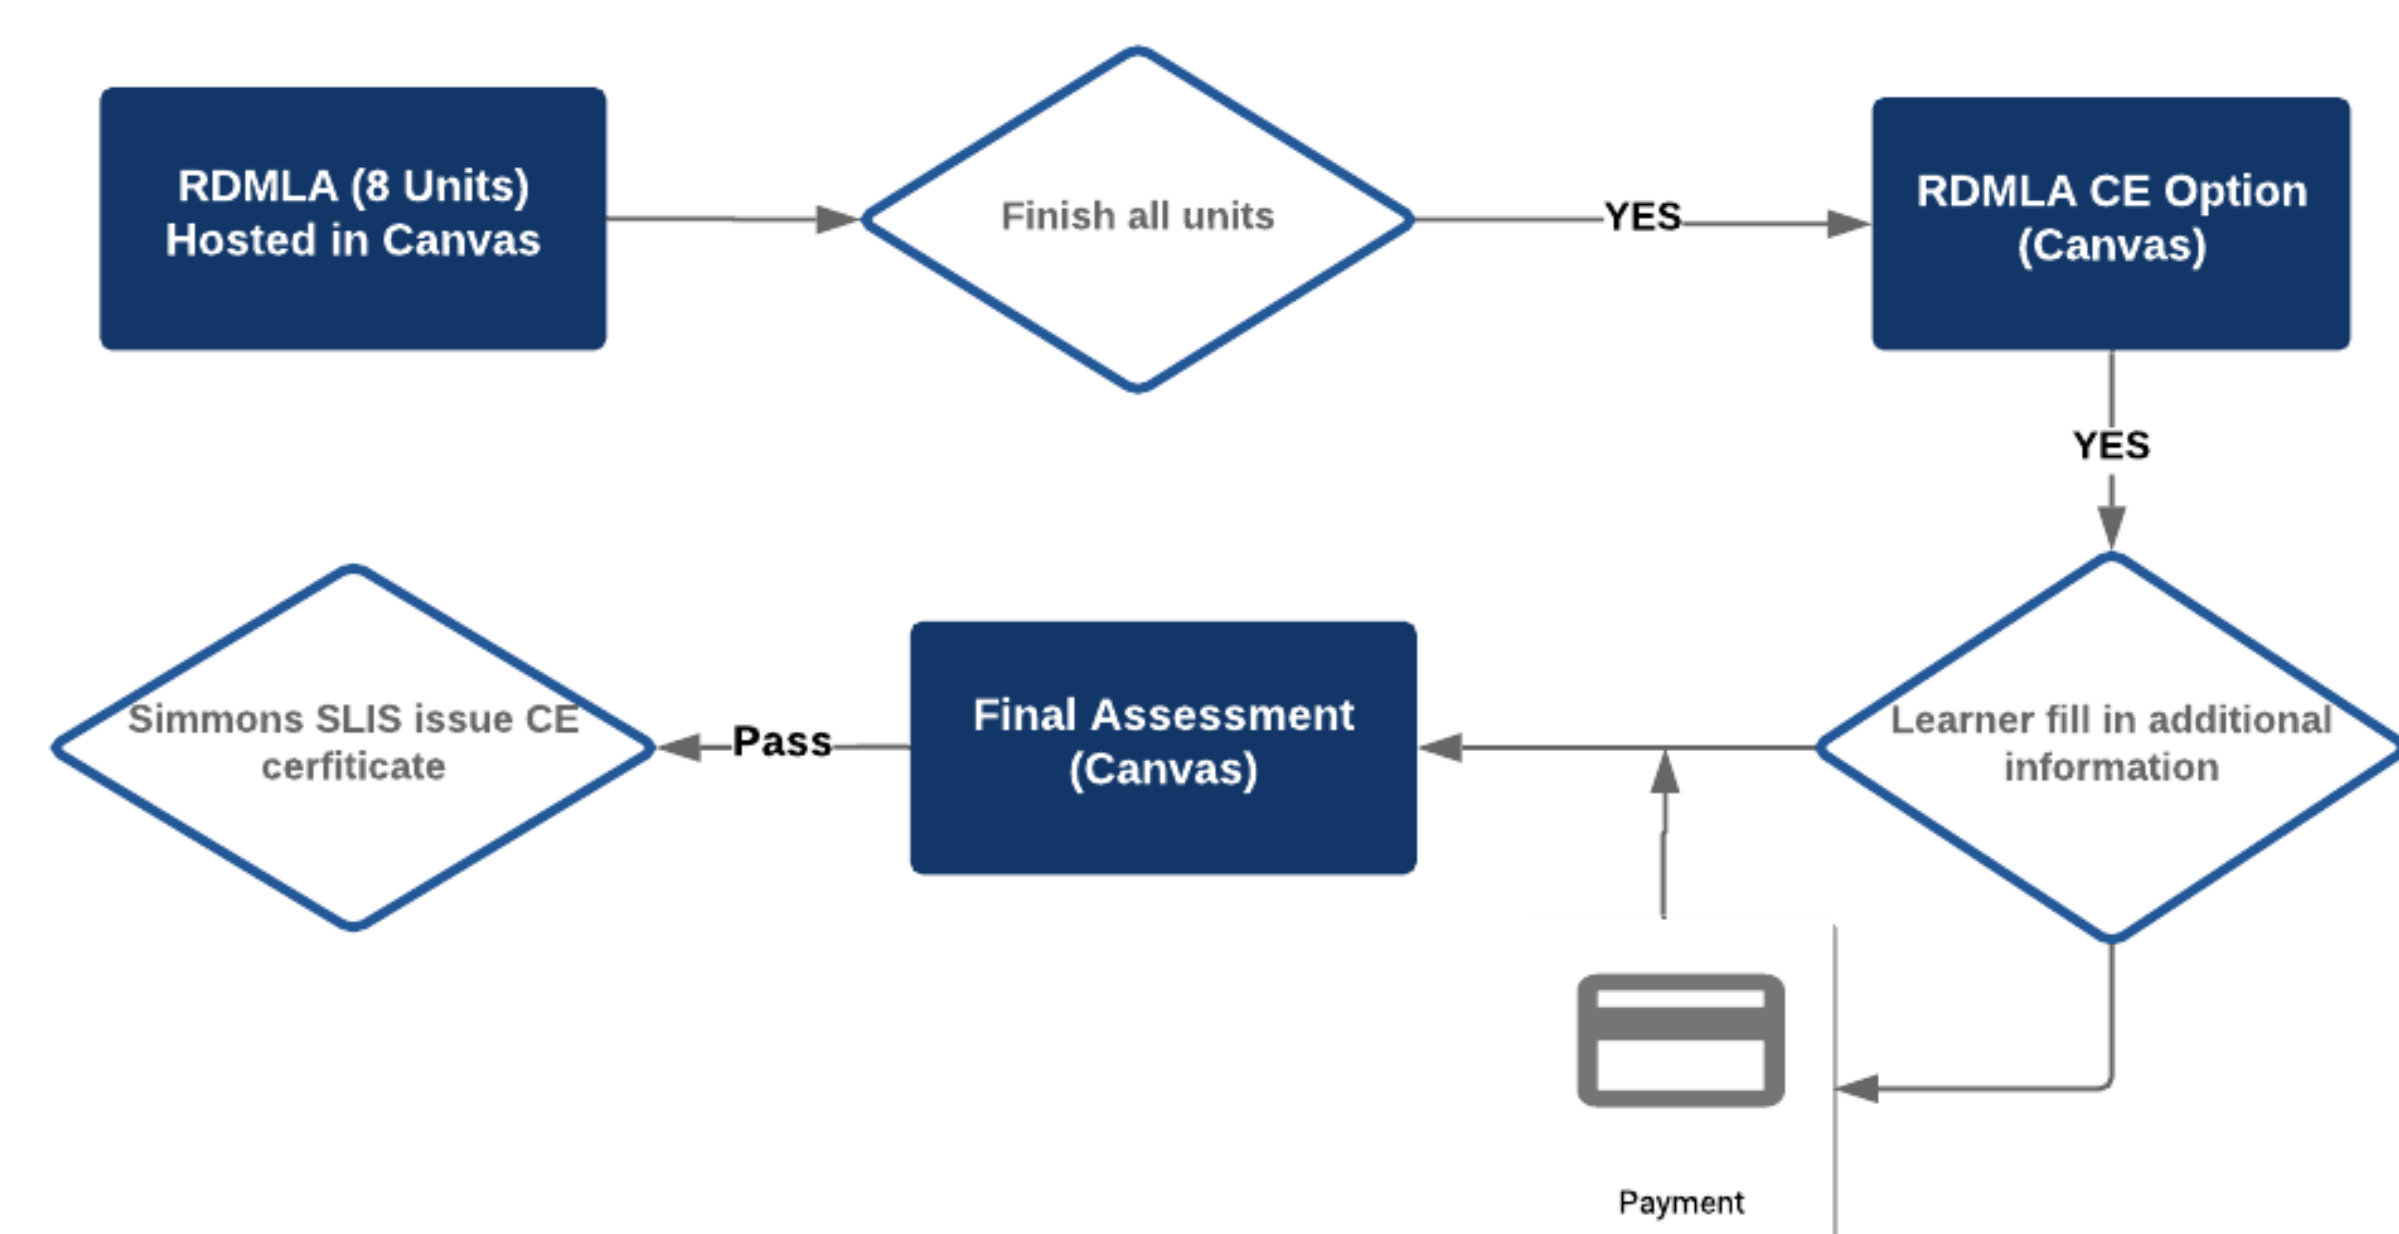 RDMLA (8 Units)
Hosted in Canvas
Finish all units
YES
RDMLA CE Option
(Canvas)
YES
Learner fill in additional
information
Payment
Final Assessment
(Canvas)
Pass
Simmons SLIS issue CE
cerfiticate